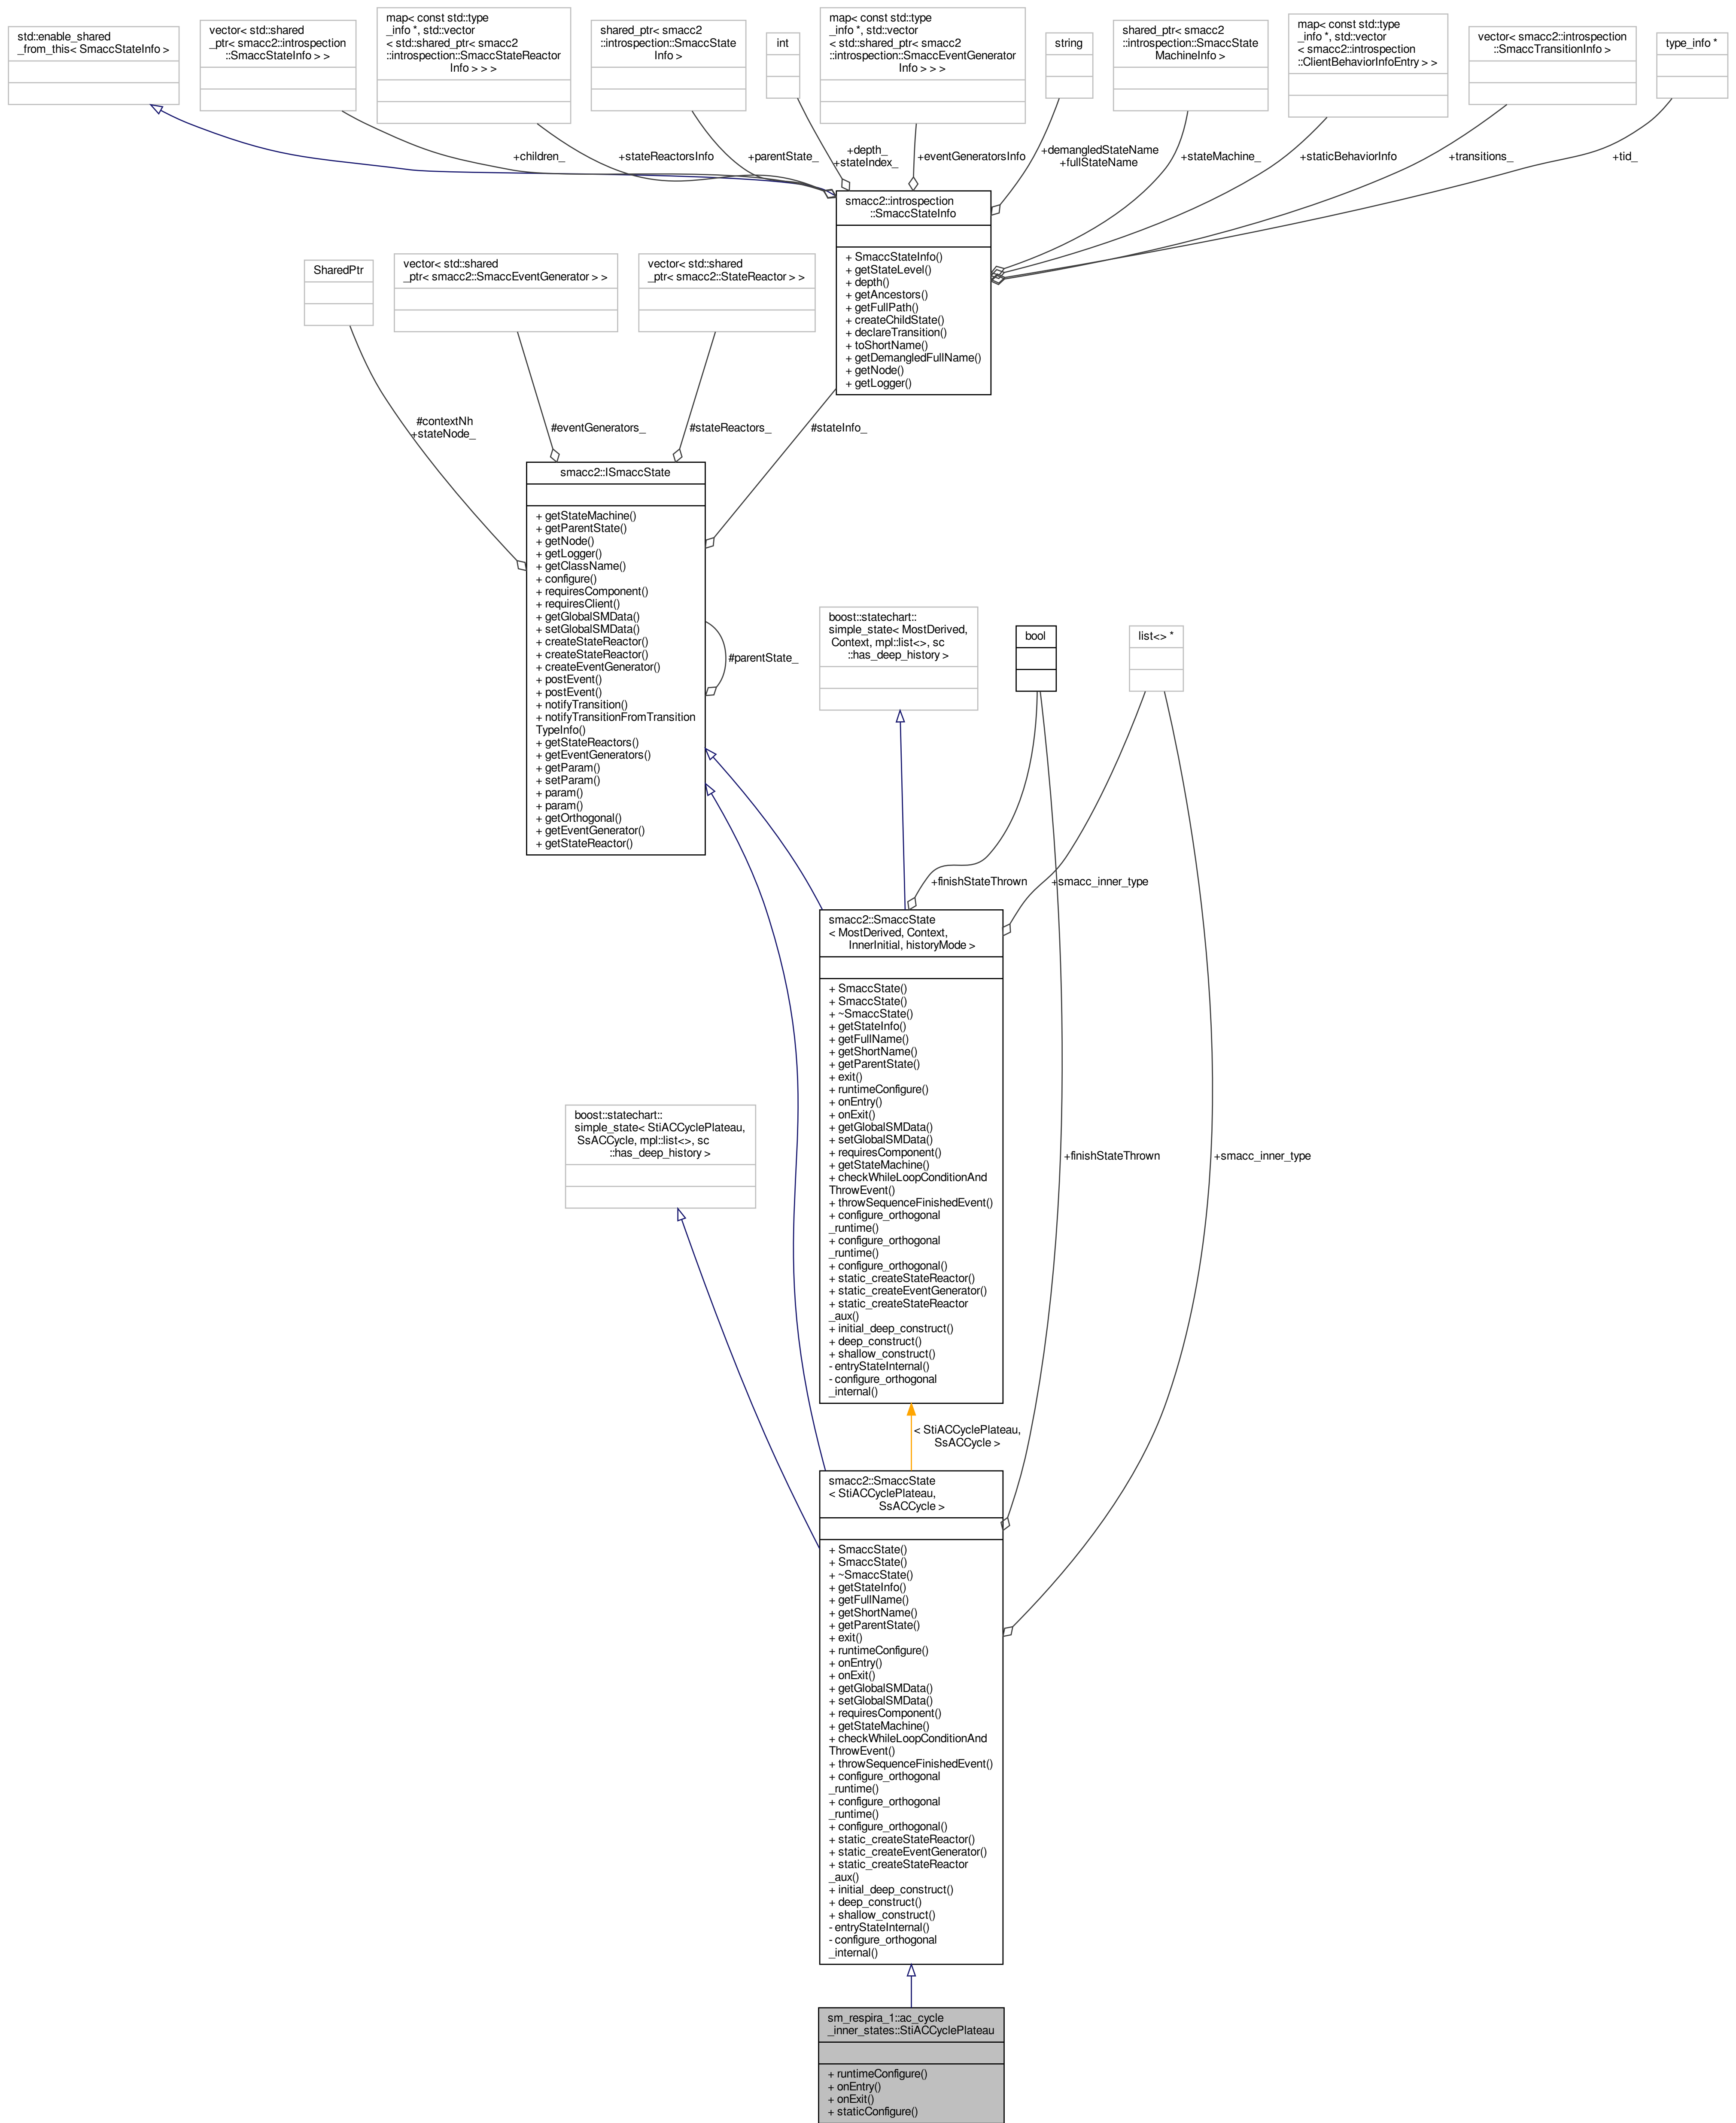 std::enable_shared
_from_this< SmaccStateInfo >
vector< std::shared
_ptr< smacc2::introspection
::SmaccStateInfo > >
map< const std::type
_info *, std::vector
< std::shared_ptr< smacc2
::introspection::SmaccStateReactor
Info > > >
shared_ptr< smacc2
::introspection::SmaccState
Info >
int
map< const std::type
_info *, std::vector
< std::shared_ptr< smacc2
::introspection::SmaccEventGenerator
Info > > >
string
shared_ptr< smacc2
::introspection::SmaccState
MachineInfo >
map< const std::type
_info *, std::vector
< smacc2::introspection
::ClientBehaviorInfoEntry > >
vector< smacc2::introspection
::SmaccTransitionInfo >
type_info *
+children_
+stateReactorsInfo
+parentState_
+depth_
+stateIndex_
+eventGeneratorsInfo
+demangledStateName
+fullStateName
+stateMachine_
+staticBehaviorInfo
+transitions_
+tid_
smacc2::introspection
::SmaccStateInfo
+ SmaccStateInfo()
+ getStateLevel()
+ depth()
+ getAncestors()
+ getFullPath()
+ createChildState()
+ declareTransition()
+ toShortName()
+ getDemangledFullName()
+ getNode()
+ getLogger()
SharedPtr
vector< std::shared
_ptr< smacc2::SmaccEventGenerator > >
vector< std::shared
_ptr< smacc2::StateReactor > >
#contextNh
+stateNode_
#eventGenerators_
#stateReactors_
#stateInfo_
smacc2::ISmaccState
+ getStateMachine()
+ getParentState()
+ getNode()
+ getLogger()
+ getClassName()
+ configure()
+ requiresComponent()
+ requiresClient()
+ getGlobalSMData()
+ setGlobalSMData()
+ createStateReactor()
+ createStateReactor()
+ createEventGenerator()
+ postEvent()
+ postEvent()
+ notifyTransition()
+ notifyTransitionFromTransition
TypeInfo()
+ getStateReactors()
+ getEventGenerators()
+ getParam()
+ setParam()
+ param()
+ param()
+ getOrthogonal()
+ getEventGenerator()
+ getStateReactor()
#parentState_
boost::statechart::
simple_state< MostDerived,
Context, mpl::list<>, sc
::has_deep_history >
bool
list<> *
+finishStateThrown
+smacc_inner_type
smacc2::SmaccState
< MostDerived, Context,
InnerInitial, historyMode >
+ SmaccState()
+ SmaccState()
+ ~SmaccState()
+ getStateInfo()
+ getFullName()
+ getShortName()
+ getParentState()
+ exit()
+ runtimeConfigure()
+ onEntry()
+ onExit()
+ getGlobalSMData()
+ setGlobalSMData()
+ requiresComponent()
+ getStateMachine()
+ checkWhileLoopConditionAnd
ThrowEvent()
+ throwSequenceFinishedEvent()
+ configure_orthogonal
_runtime()
+ configure_orthogonal
_runtime()
+ configure_orthogonal()
+ static_createStateReactor()
+ static_createEventGenerator()
+ static_createStateReactor
_aux()
+ initial_deep_construct()
+ deep_construct()
+ shallow_construct()
- entryStateInternal()
- configure_orthogonal
_internal()
boost::statechart::
simple_state< StiACCyclePlateau,
SsACCycle, mpl::list<>, sc
::has_deep_history >
+finishStateThrown
+smacc_inner_type
< StiACCyclePlateau,
SsACCycle >
smacc2::SmaccState
< StiACCyclePlateau,
SsACCycle >
+ SmaccState()
+ SmaccState()
+ ~SmaccState()
+ getStateInfo()
+ getFullName()
+ getShortName()
+ getParentState()
+ exit()
+ runtimeConfigure()
+ onEntry()
+ onExit()
+ getGlobalSMData()
+ setGlobalSMData()
+ requiresComponent()
+ getStateMachine()
+ checkWhileLoopConditionAnd
ThrowEvent()
+ throwSequenceFinishedEvent()
+ configure_orthogonal
_runtime()
+ configure_orthogonal
_runtime()
+ configure_orthogonal()
+ static_createStateReactor()
+ static_createEventGenerator()
+ static_createStateReactor
_aux()
+ initial_deep_construct()
+ deep_construct()
+ shallow_construct()
- entryStateInternal()
- configure_orthogonal
_internal()
sm_respira_1::ac_cycle
_inner_states::StiACCyclePlateau
+ runtimeConfigure()
+ onEntry()
+ onExit()
+ staticConfigure()